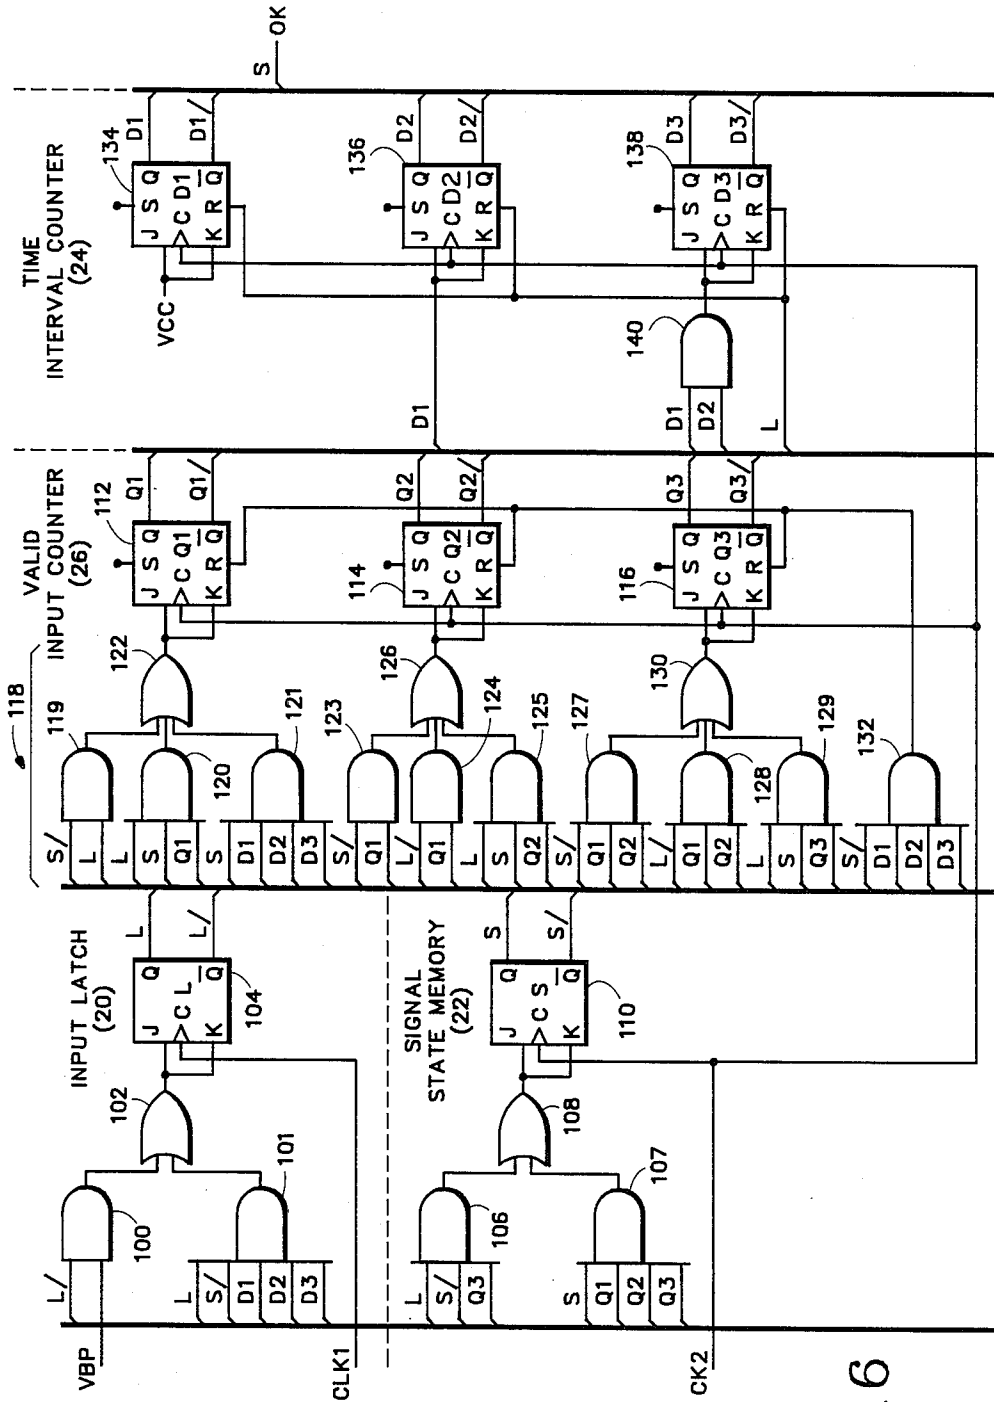 118
VALID
INPUT COUNTER
(26)
TIME
INTERVAL COUNTER
(24)
S
OK
119
S/
L
122
112
J
S
Q
C
Q1
K
R
Q
Q1
Q1/
134
VCC
J
S
Q
C
D1
K
R
Q
D1
D1/
L
S
Q1
120
S
D1
D2
D3
121
123
S/
Q1
126
114
J
S
Q
C
Q2
K
R
Q
Q2
Q2/
D1
136
J
S
Q
C
D2
K
R
Q
D2
D2/
L/
Q1
124
L
S
Q2
125
127
S/
Q1
Q2
130
116
J
S
Q
C
Q3
K
R
Q
Q3
Q3/
D1
D2
L
140
138
J
S
Q
C
D3
K
R
Q
D3
D3/
L/
Q1
Q2
128
L
S
Q3
129
S/
D1
D2
D3
132
INPUT LATCH
(20)
L/
VBP
100
102
J
Q
C
L
K
Q
104
L
L/
L
S/
D1
D2
D3
101
CLK1
SIGNAL
STATE MEMORY
(22)
L
S/
Q3
106
108
J
Q
C
S
K
Q
110
S
S/
S
Q1
Q2
Q3
107
CK2
6